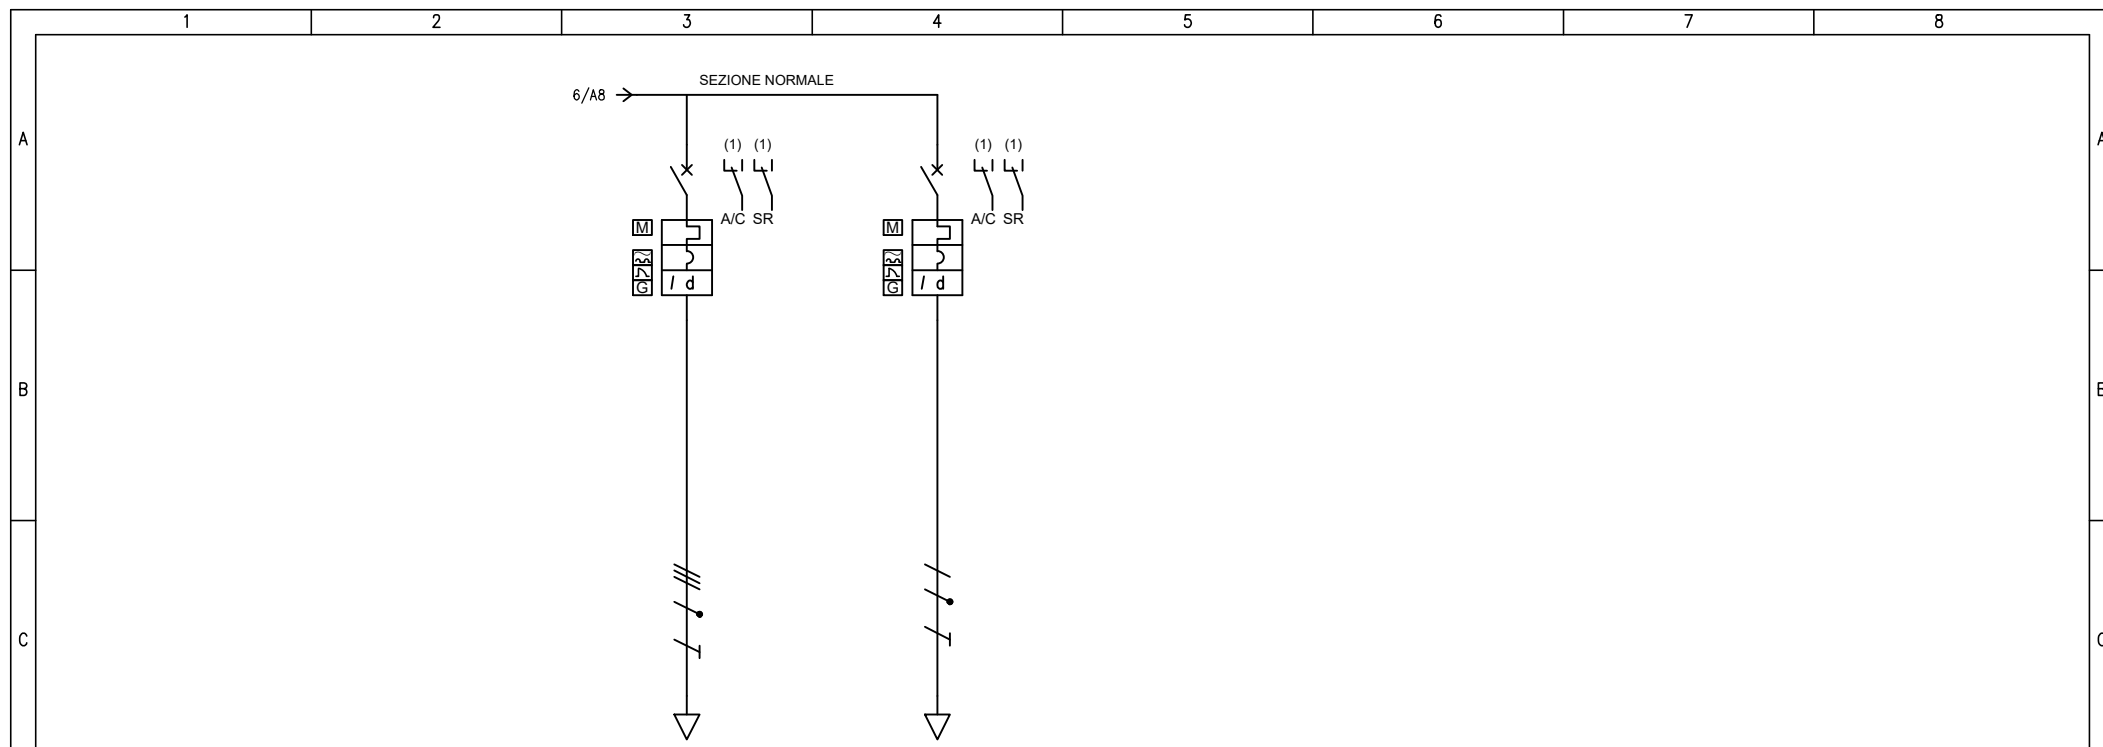 1 2 3 4 5 6 7 8
SEZIONE NORMALE
6/A8
A A
(1) (1) (1) (1)
A/C SR A/C SR
M M
I d I d
G G
B B
C C